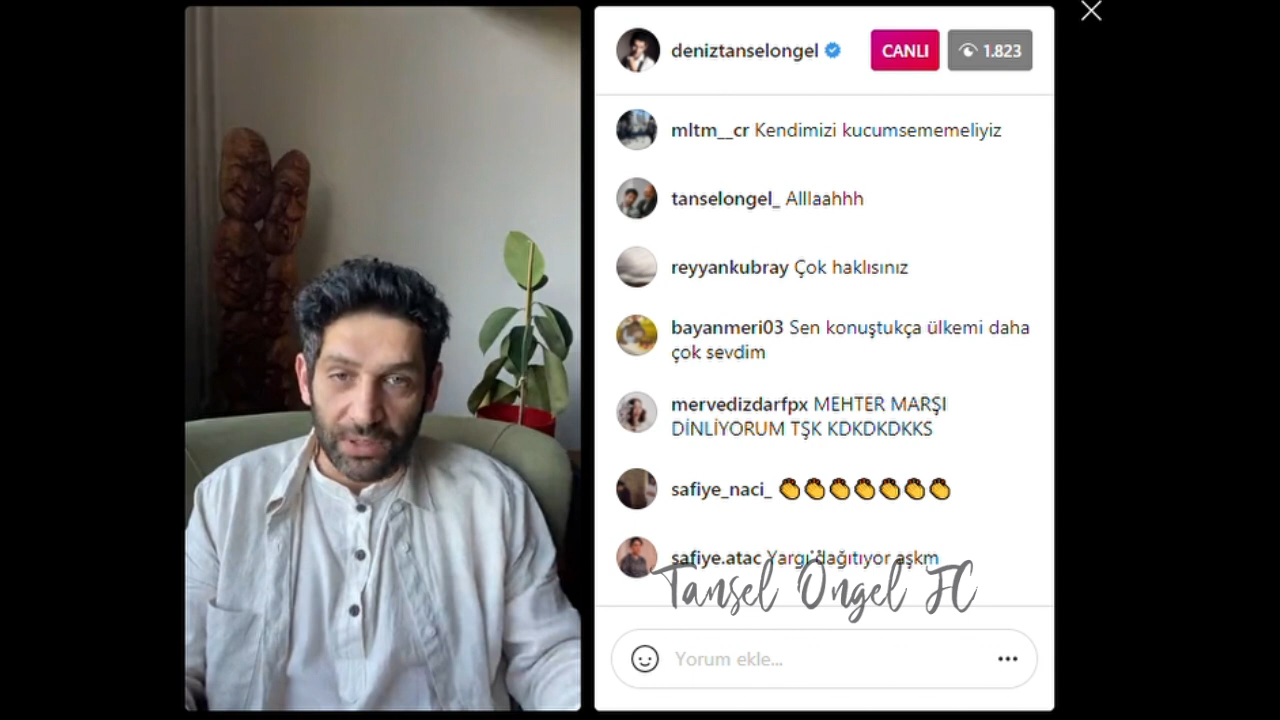 deniztanselongel CANLI 1.823
mltm__cr Kendimizi kucumsememeliyiz
tanselongel_ Alllaahhh
reyyankubray Çok haklısınız
bayanmeri03 Sen konuştukça ülkemi daha
çok sevdim
mervedizdarfpx MEHTER MARŞI
DİNLİYORUM TŞK KDKDKDKKS
safiye_naci_ 👏👏👏👏👏👏👏
safiye.atac Yargı dağıtıyor aşkm
Tansel Öngel FC
Yorum ekle...